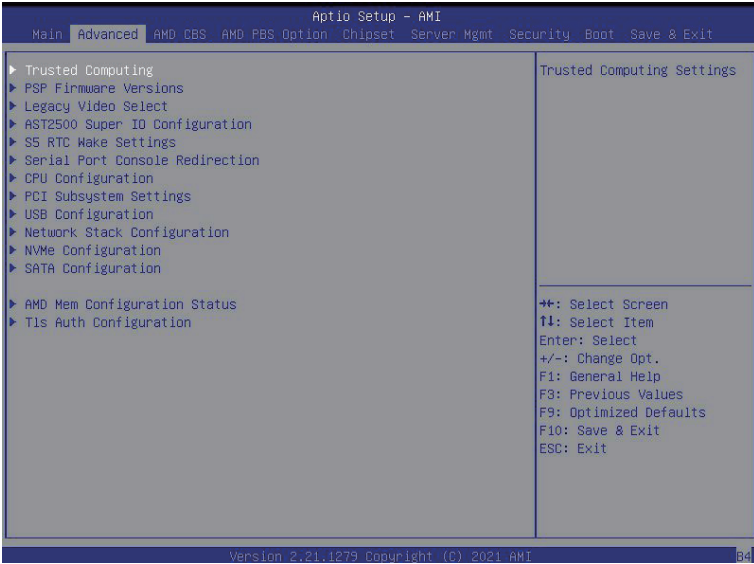 Aptio Setup - AMI
Main Advanced AMD CBS AMD PBS Option Chipset Server Mgmt Security Boot Save & Exit
▶ Trusted Computing
▶ PSP Firmware Versions
▶ Legacy Video Select
▶ AST2500 Super IO Configuration
▶ S5 RTC Wake Settings
▶ Serial Port Console Redirection
▶ CPU Configuration
▶ PCI Subsystem Settings
▶ USB Configuration
▶ Network Stack Configuration
▶ NVMe Configuration
▶ SATA Configuration
▶ AMD Mem Configuration Status
▶ Tls Auth Configuration
Trusted Computing Settings
→←: Select Screen
↑↓: Select Item
Enter: Select
+/-: Change Opt.
F1: General Help
F3: Previous Values
F9: Optimized Defaults
F10: Save & Exit
ESC: Exit
Version 2.21.1279 Copyright (C) 2021 AMI
B4